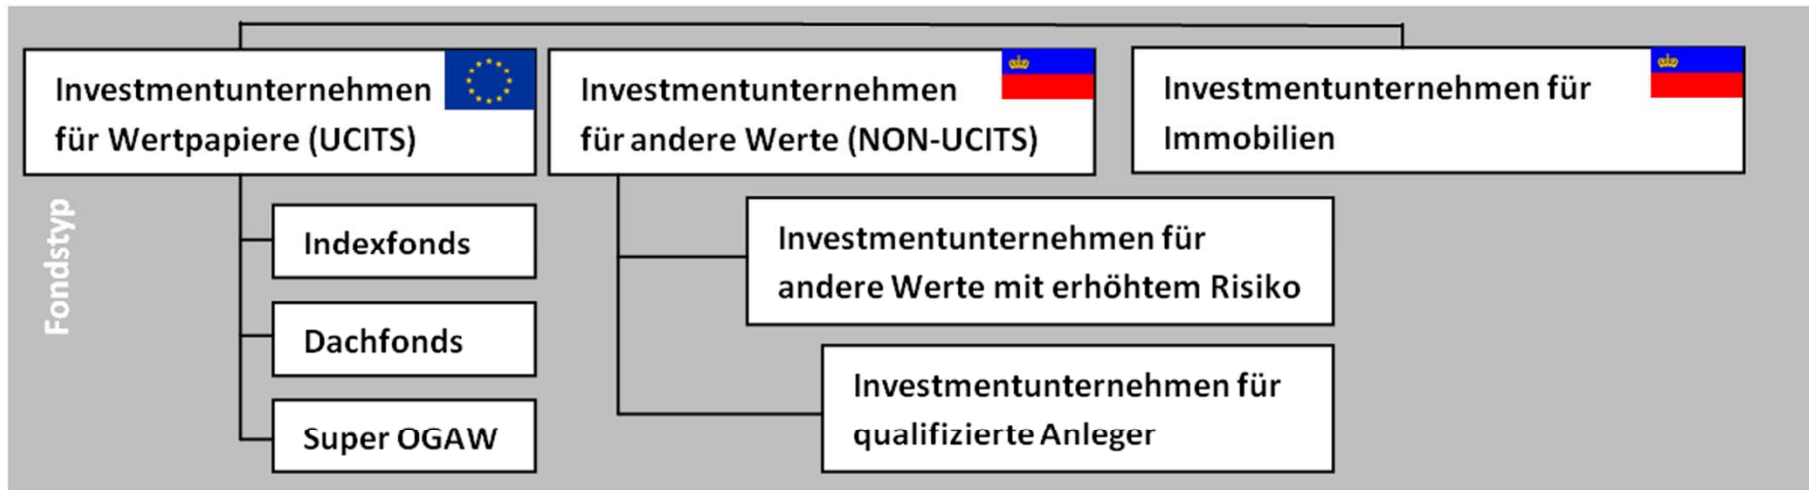 Investmentunternehmen
für Wertpapiere (UCITS)
Investmentunternehmen
für andere Werte (NON-UCITS)
Investmentunternehmen für
Immobilien
Fondstyp
Indexfonds
Dachfonds
Super OGAW
Investmentunternehmen für
andere Werte mit erhöhtem Risiko
Investmentunternehmen für
qualifizierte Anleger